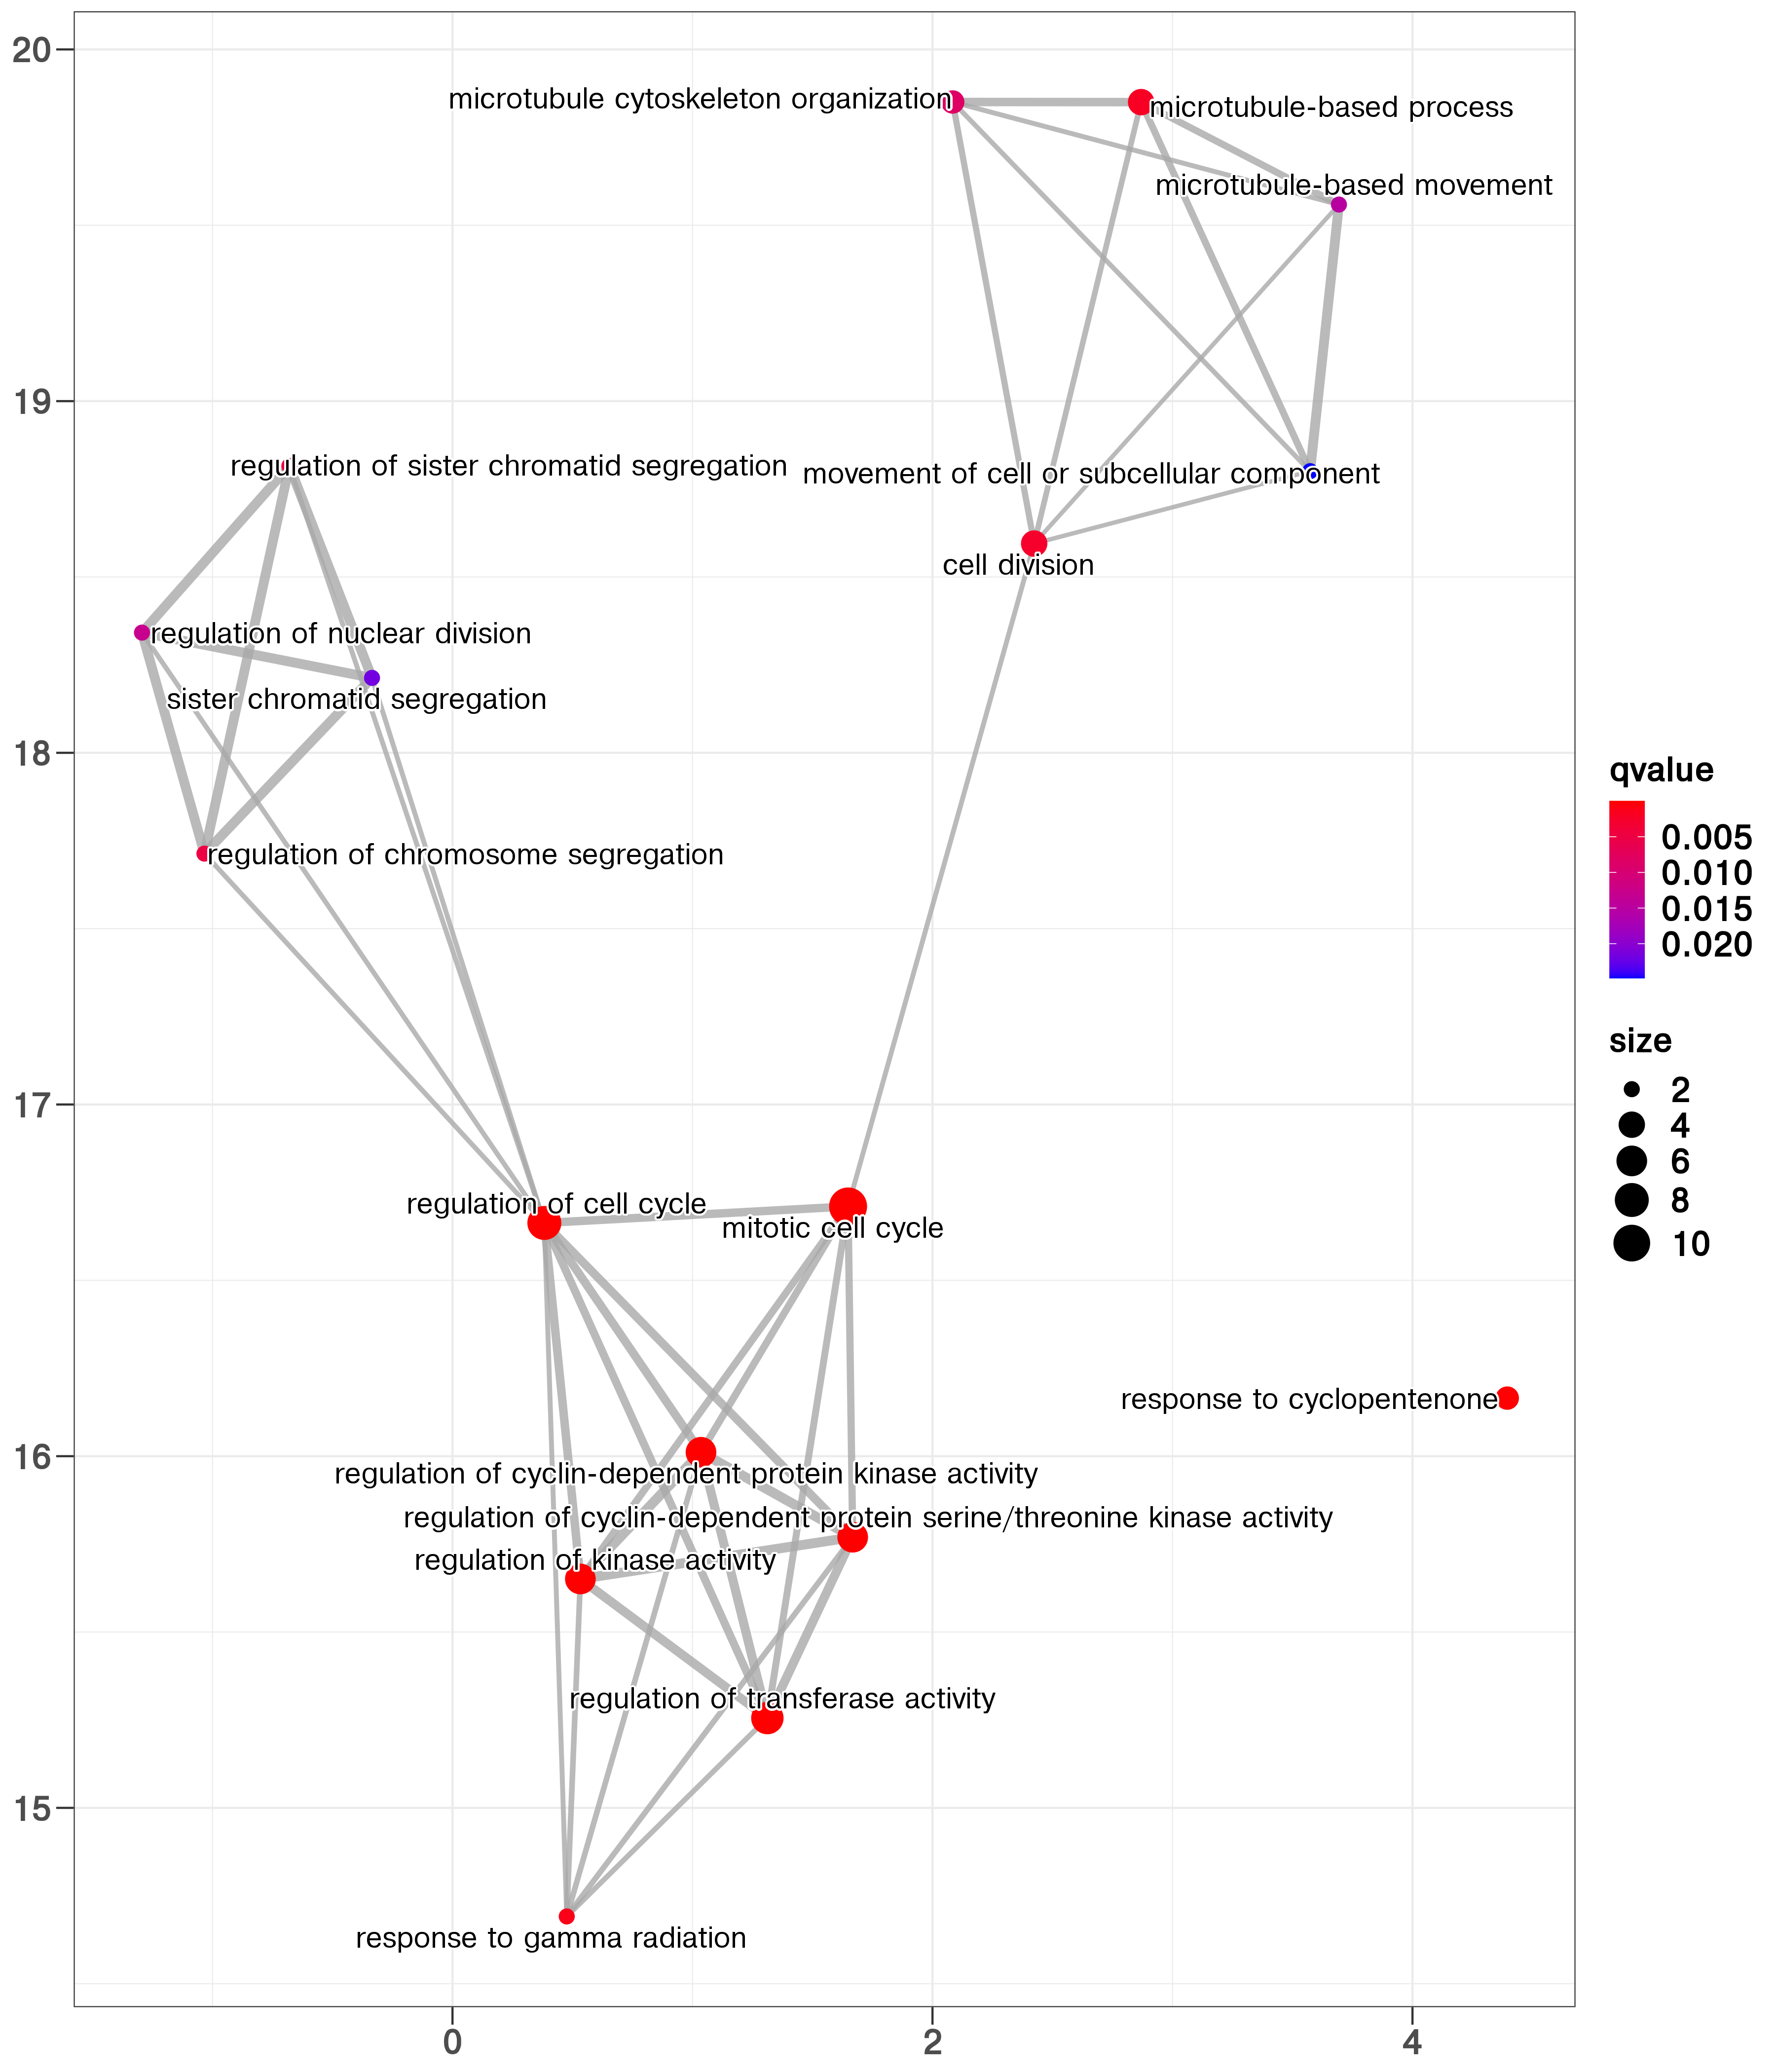 20
microtubule cytoskeleton organization
microtubule-based process
microtubule-based movement
19
regulation of sister chromatid segregation
movement of cell or subcellular component
cell division
regulation of nuclear division
sister chromatid segregation
18
regulation of chromosome segregation
17
regulation of cell cycle
mitotic cell cycle
response to cyclopentenone
16
regulation of cyclin-dependent protein kinase activity
regulation of cyclin-dependent protein serine/threonine kinase activity
regulation of kinase activity
regulation of transferase activity
15
response to gamma radiation
0
2
4
qvalue
0.005
0.010
0.015
0.020
size
2
4
6
8
10